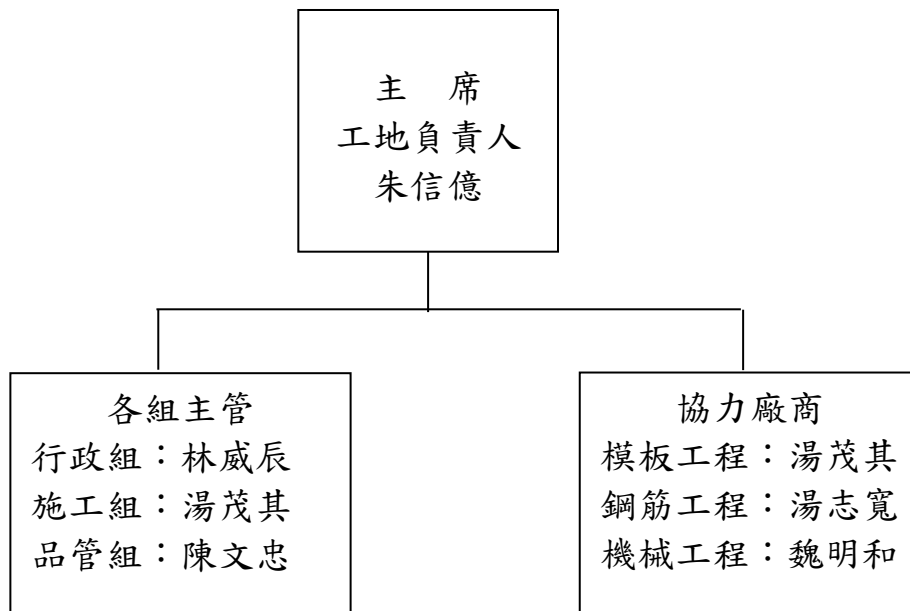 主　席
工地負責人
朱信億
各組主管
行政組：林威辰
施工組：湯茂其
品管組：陳文忠
協力廠商
模板工程：湯茂其
鋼筋工程：湯志寬
機械工程：魏明和